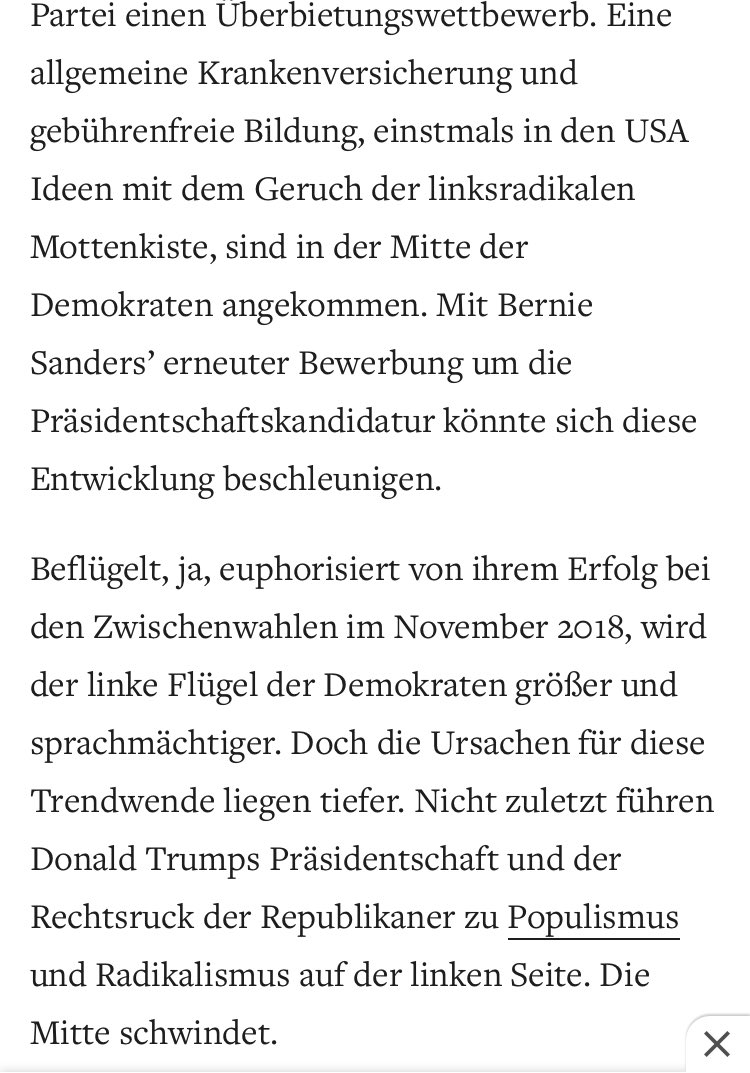 Partei einen Überbietungswettbewerb. Eine
allgemeine Krankenversicherung und
gebührenfreie Bildung, einstmals in den USA
Ideen mit dem Geruch der linksradikalen
Mottenkiste, sind in der Mitte der
Demokraten angekommen. Mit Bernie
Sanders’ erneuter Bewerbung um die
Präsidentschaftskandidatur könnte sich diese
Entwicklung beschleunigen.
Beflügelt, ja, euphorisiert von ihrem Erfolg bei
den Zwischenwahlen im November 2018, wird
der linke Flügel der Demokraten größer und
sprachmächtiger. Doch die Ursachen für diese
Trendwende liegen tiefer. Nicht zuletzt führen
Donald Trumps Präsidentschaft und der
Rechtsruck der Republikaner zu Populismus
und Radikalismus auf der linken Seite. Die
Mitte schwindet.